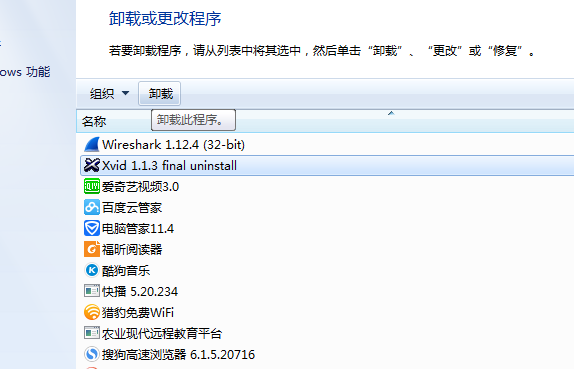 卸载或更改程序
若要卸载程序，请从列表中将其选中，然后单击“卸载”、“更改”或“修复”。
ows 功能
组织 卸载
名称 卸载此程序。
Wireshark 1.12.4 (32-bit)
Xvid 1.1.3 final uninstall
爱奇艺视频3.0
百度云管家
电脑管家11.4
福昕阅读器
酷狗音乐
快播 5.20.234
猎豹免费WiFi
农业现代远程教育平台
搜狗高速浏览器 6.1.5.20716